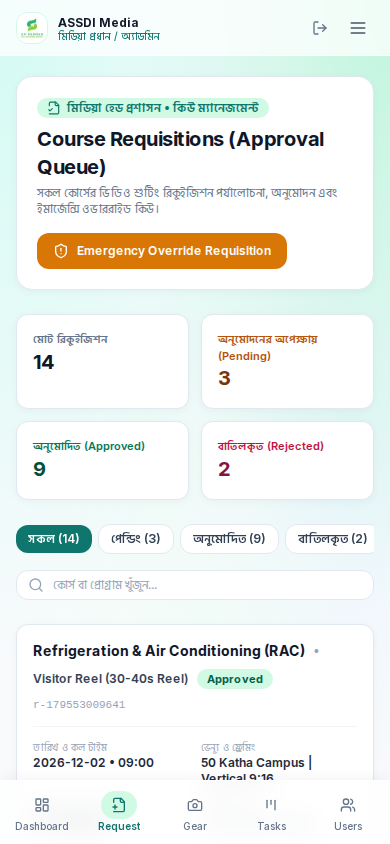 ASSDI Media
মিডিয়া প্রধান / অ্যাডমিন
মিডিয়া হেড প্রশাসন • কিউ ম্যানেজমেন্ট
Course Requisitions (Approval
Queue)
সকল কোর্সের ভিডিও শুটিং রিকুইজিশন পর্যালোচনা, অনুমোদন এবং
ইমার্জেন্সি ওভাররাইড কিউ।
Emergency Override Requisition
মোট রিকুইজিশন
14
অনুমোদনের অপেক্ষায়
(Pending)
3
অনুমোদিত (Approved)
9
বাতিলকৃত (Rejected)
2
সকল (14) পেন্ডিং (3) অনুমোদিত (9) বাতিলকৃত (2)
কোর্স বা প্রোগ্রাম খুঁজুন...
Refrigeration & Air Conditioning (RAC) •
Visitor Reel (30-40s Reel) Approved
r-179553009641
তারিখ ও কল টাইম
2026-12-02 • 09:00
ভেন্যু ও ফ্রেমিং
50 Katha Campus |
Vertical 9:16
Dashboard Request Gear Tasks Users